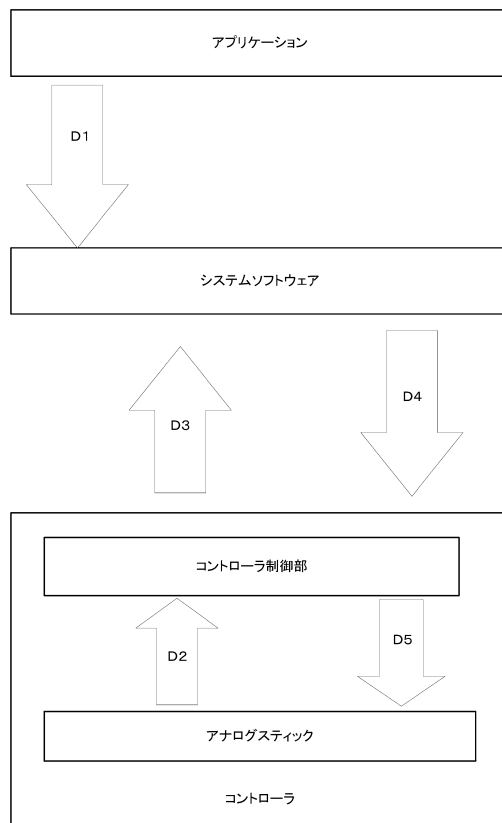 アプリケーション
D1
システムソフトウェア
D3
D4
コントローラ制御部
D2
D5
アナログスティック
コントローラ